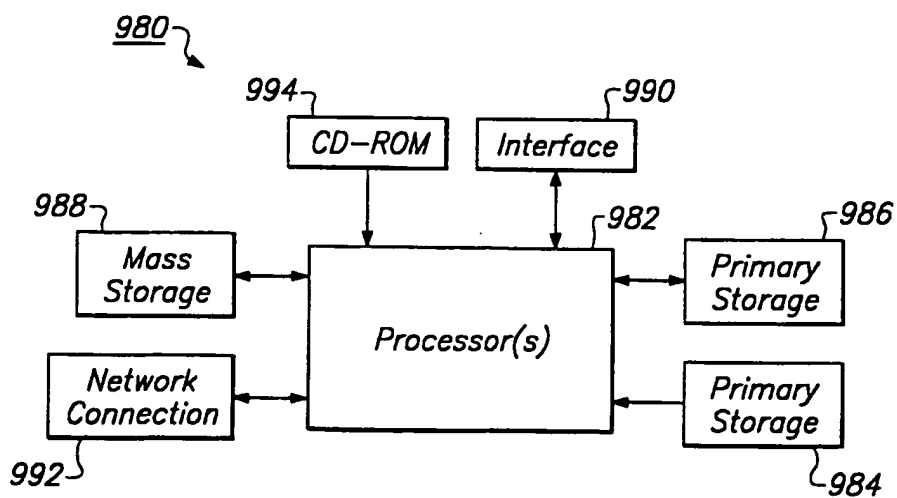 980
994
990
CD-ROM
Interface
988
982
986
Mass
Storage
Primary
Storage
Processor(s)
Network
Connection
Primary
Storage
992
984